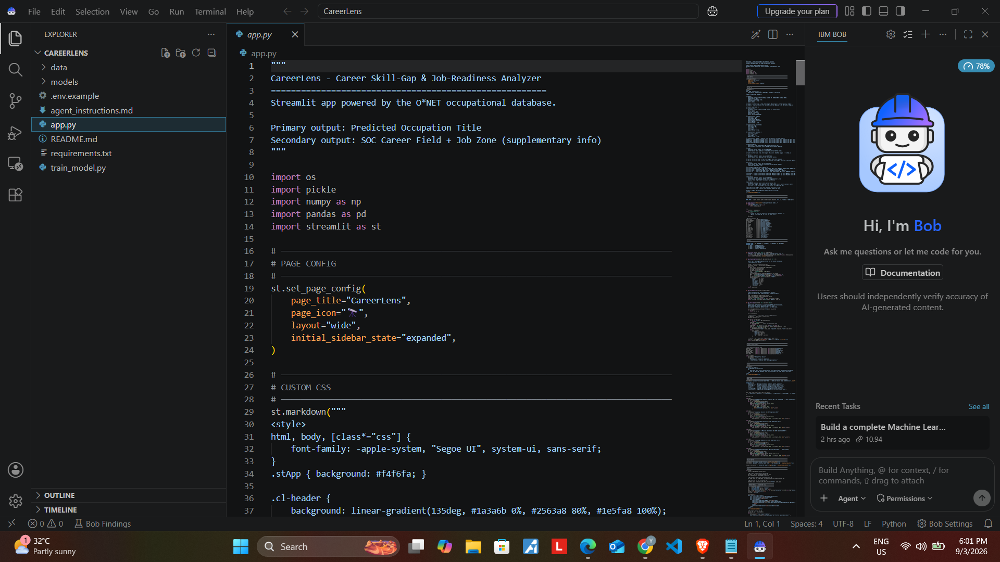 File Edit Selection View Go Run Terminal Help
CareerLens
Upgrade your plan
EXPLORER
CAREERLENS
data
models
.env.example
agent_instructions.md
app.py
README.md
requirements.txt
train_model.py
OUTLINE
TIMELINE
app.py
app.py
1 """
2 CareerLens - Career Skill-Gap & Job-Readiness Analyzer
3 =======================================================
4 Streamlit app powered by the O*NET occupational database.
5
6 Primary output: Predicted Occupation Title
7 Secondary output: SOC Career Field + Job Zone (supplementary info)
8 """
9
10 import os
11 import pickle
12 import numpy as np
13 import pandas as pd
14 import streamlit as st
15
16 # ──────────────────────────────────────────────────────────────────────────────
17 # PAGE CONFIG
18 # ──────────────────────────────────────────────────────────────────────────────
19 st.set_page_config(
20 page_title="CareerLens",
21 page_icon="🔭",
22 layout="wide",
23 initial_sidebar_state="expanded",
24 )
25
26 # ──────────────────────────────────────────────────────────────────────────────
27 # CUSTOM CSS
28 # ──────────────────────────────────────────────────────────────────────────────
29 st.markdown("""
30 <style>
31 html, body, [class*="css"] {
32 font-family: -apple-system, "Segoe UI", system-ui, sans-serif;
33 }
34 .stApp { background: #f4f6fa; }
35
36 .cl-header {
37 background: linear-gradient(135deg, #1a3a6b 0%, #2563a8 80%, #1e5fa8 100%);
IBM BOB
78%
</>
Hi, I'm Bob
Ask me questions or let me code for you.
Documentation
Users should independently verify accuracy of
AI-generated content.
Recent Tasks See all
Build a complete Machine Lear...
2 hrs ago 10.94
Build Anything, @ for context, / for
commands, ⇧ drag to attach
Agent Permissions
0 0 Bob Findings
Ln 1, Col 1 Spaces: 4 UTF-8 LF Python Bob Settings
1
32°C
Partly sunny
Search
L
Y
ENG
US
6:01 PM
9/3/2026